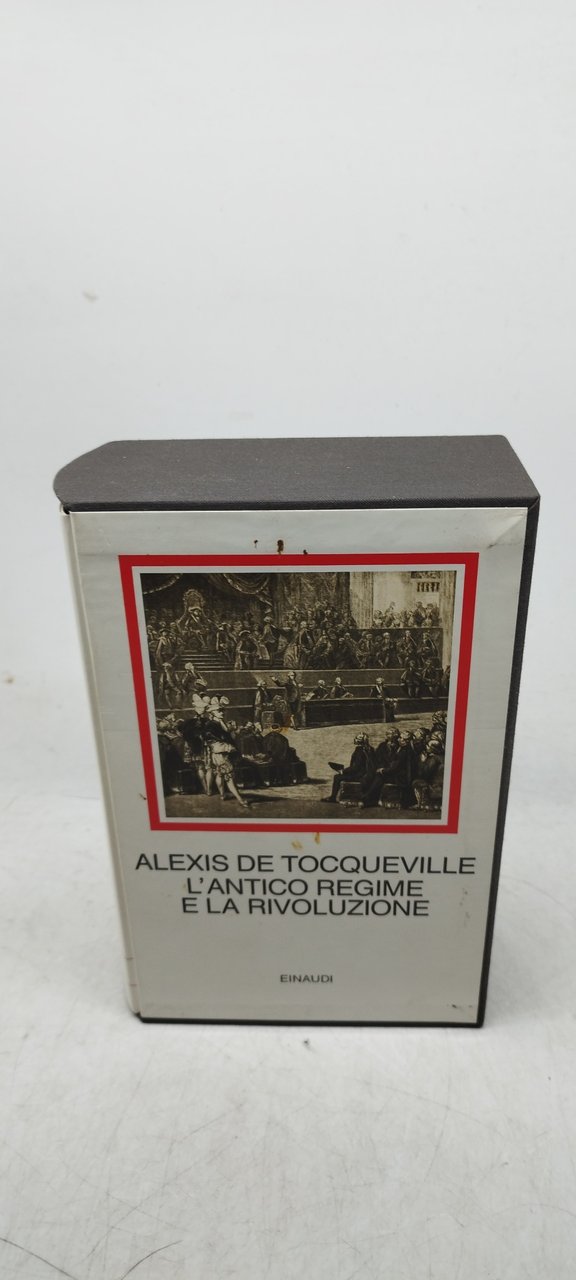 ALEXIS DE TOCQUEVILLE
L'ANTICO REGIME
E LA RIVOLUZIONE
EINAUDI